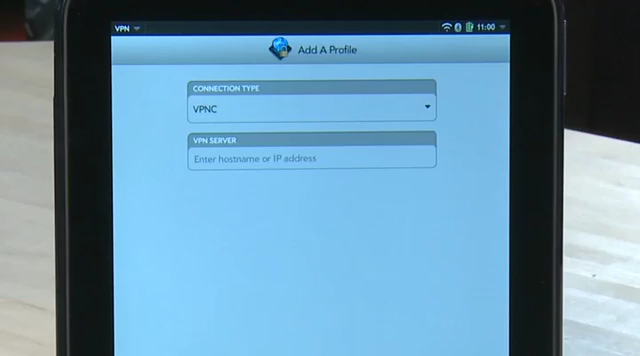 VPN
11:00
Add A Profile
CONNECTION TYPE
VPNC
VPN SERVER
Enter hostname or IP address